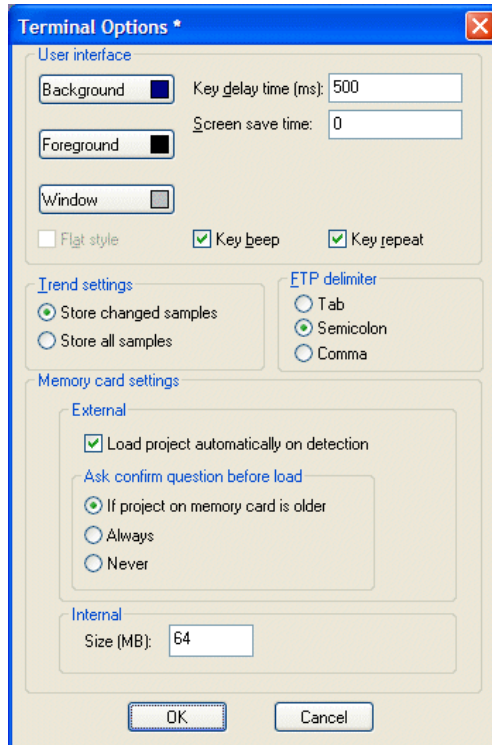 Terminal Options *
User interface
Background
Key delay time (ms): 500
Screen save time: 0
Foreground
Window
Flat style
Key beep
Key repeat
Trend settings
Store changed samples
Store all samples
FTP delimiter
Tab
Semicolon
Comma
Memory card settings
External
Load project automatically on detection
Ask confirm question before load
If project on memory card is older
Always
Never
Internal
Size (MB): 64
OK
Cancel